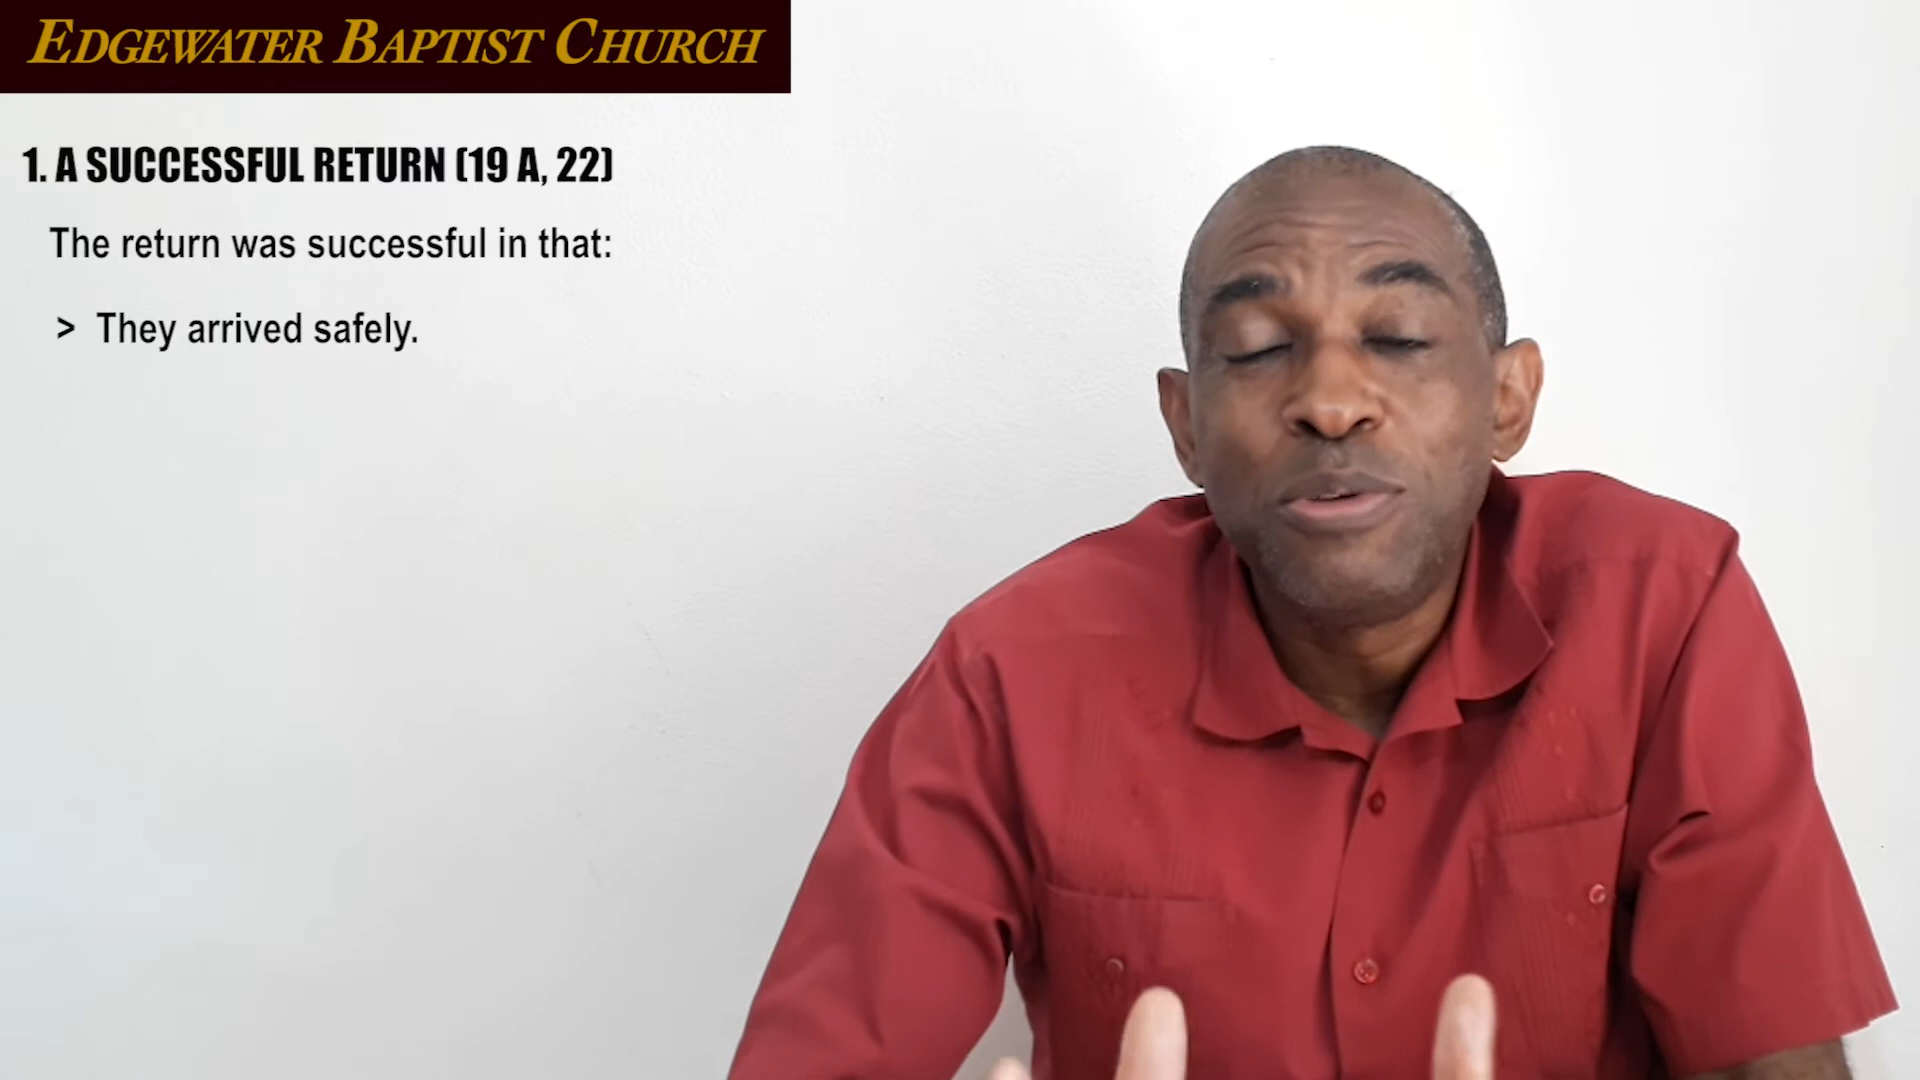 EDGEWATER BAPTIST CHURCH
1. A SUCCESSFUL RETURN (19 A, 22)
The return was successful in that:
> They arrived safely.